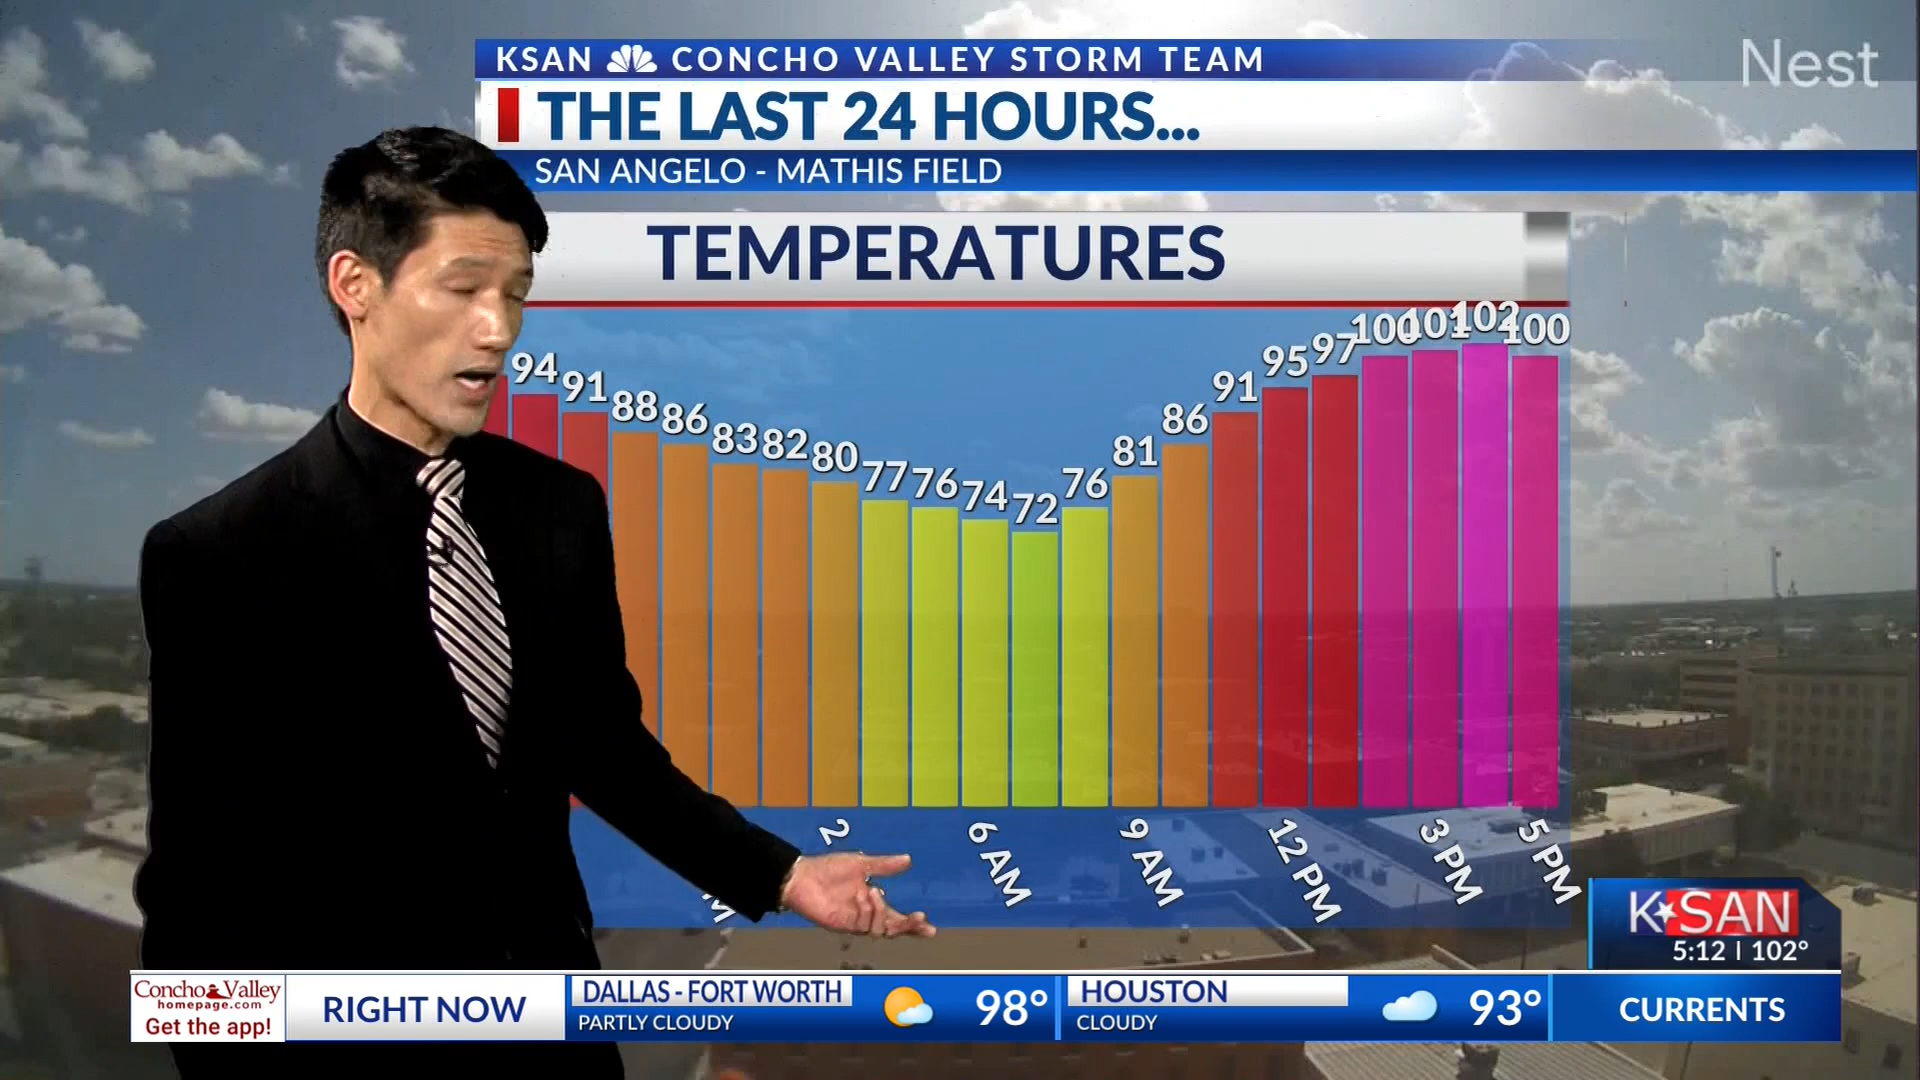 Nest
KSAN CONCHO VALLEY STORM TEAM
THE LAST 24 HOURS...
SAN ANGELO - MATHIS FIELD
TEMPERATURES
94 91 88 86 83 82 80 77 76 74 72 76 81 86 91 95 97 100 101 102 100
2 6 AM 9 AM 12 PM 3 PM 5 PM
KSAN
5:12 | 102°
Concho Valley
homepage.com
Get the app!
RIGHT NOW
DALLAS - FORT WORTH
PARTLY CLOUDY
98°
HOUSTON
CLOUDY
93°
CURRENTS